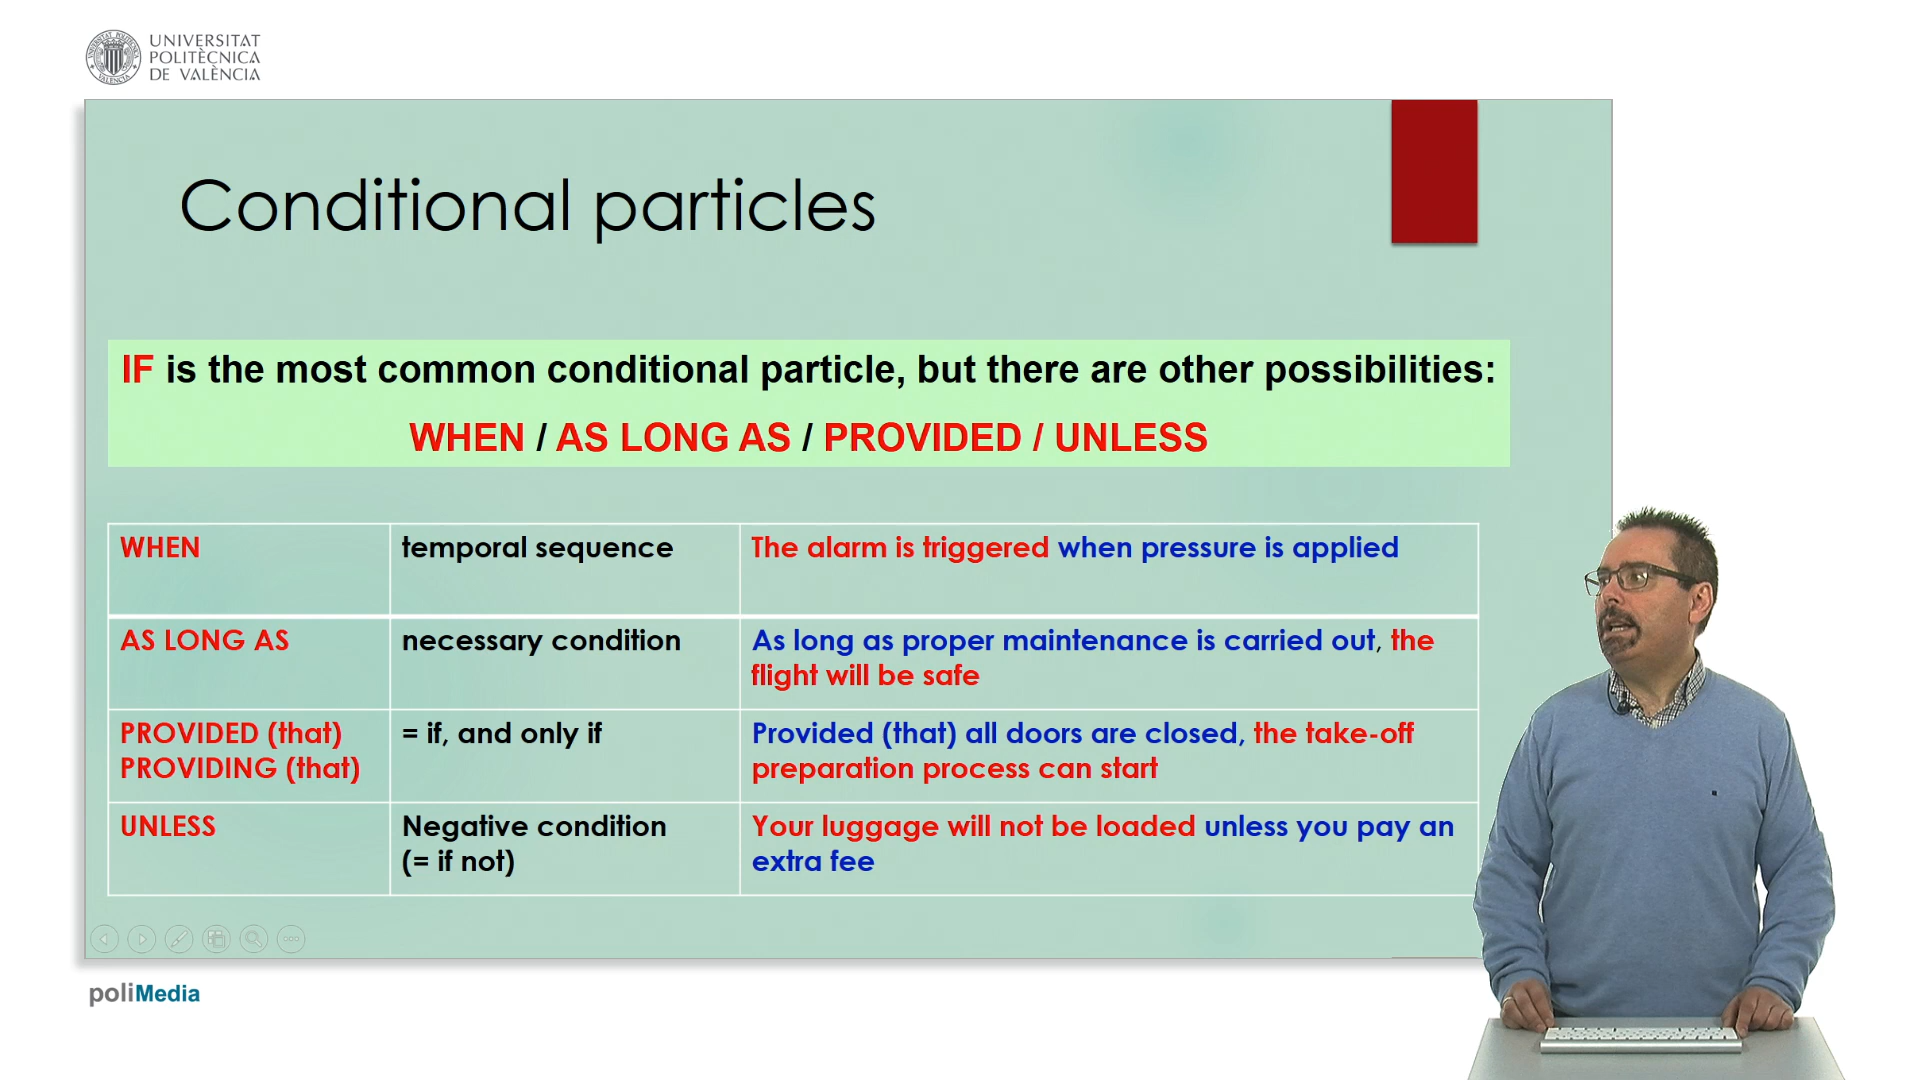 UNIVERSITAT
POLITÈCNICA
DE VALÈNCIA
Conditional particles
IF is the most common conditional particle, but there are other possibilities:
WHEN / AS LONG AS / PROVIDED / UNLESS
WHEN
temporal sequence
The alarm is triggered when pressure is applied
AS LONG AS
necessary condition
As long as proper maintenance is carried out, the
flight will be safe
PROVIDED (that)
PROVIDING (that)
= if, and only if
Provided (that) all doors are closed, the take-off
preparation process can start
UNLESS
Negative condition
(= if not)
Your luggage will not be loaded unless you pay an
extra fee
poliMedia